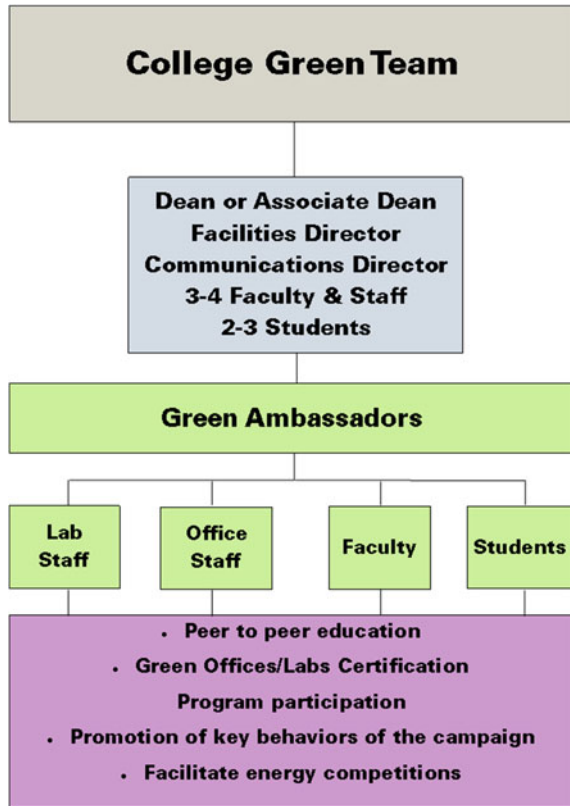 College Green Team
Dean or Associate Dean
Facilities Director
Communications Director
3-4 Faculty & Staff
2-3 Students
Green Ambassadors
Lab
Staff
Office
Staff
Faculty
Students
• Peer to peer education
• Green Offices/Labs Certification
Program participation
• Promotion of key behaviors of the campaign
• Facilitate energy competitions